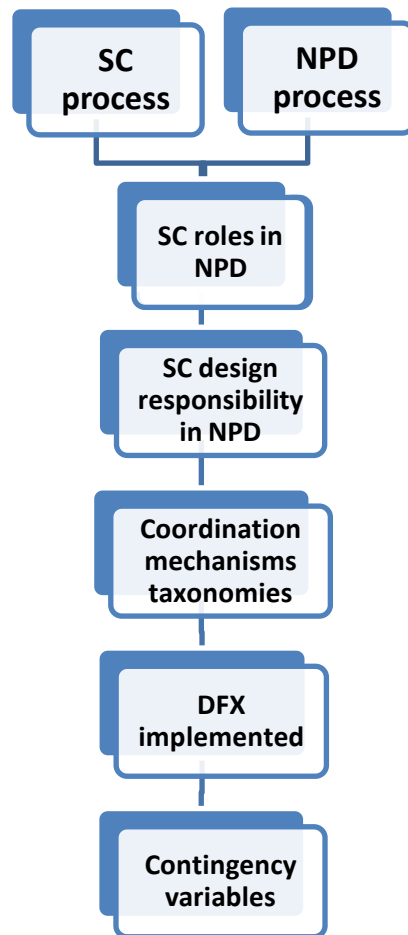 SC
process
NPD
process
SC roles in
NPD
SC design
responsibility
in NPD
Coordination
mechanisms
taxonomies
DFX
implemented
Contingency
variables